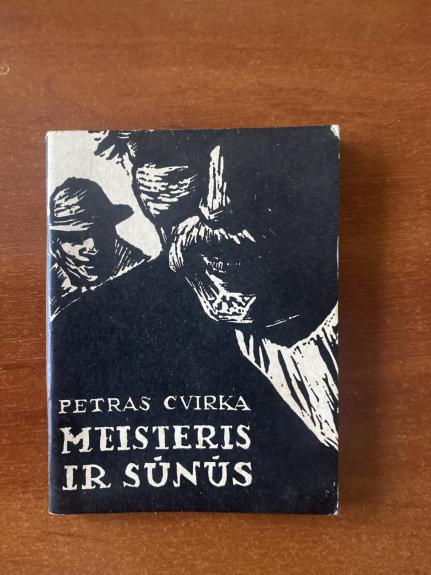 PETRAS CVIRKA
MEISTERIS
IR SŪNŪS